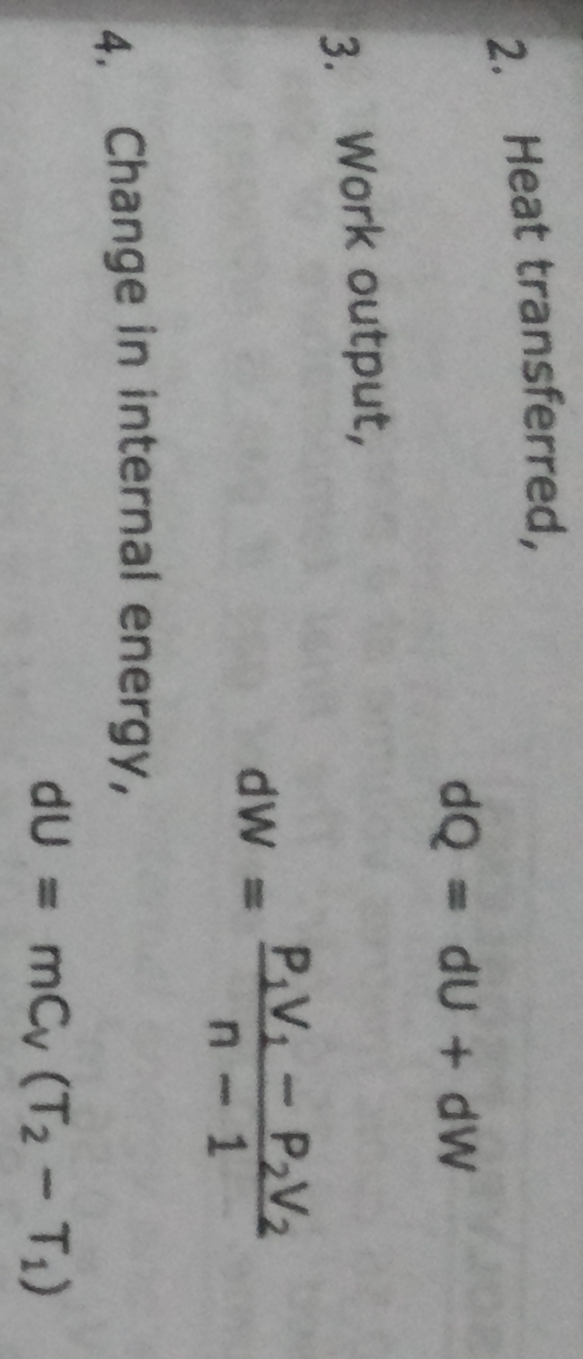 2. Heat transferred,
dQ = dU + dW
3. Work output,
dW = P₁V₁ − P₂V₂
n − 1
4. Change in internal energy,
dU = mCᵥ (T₂ − T₁)